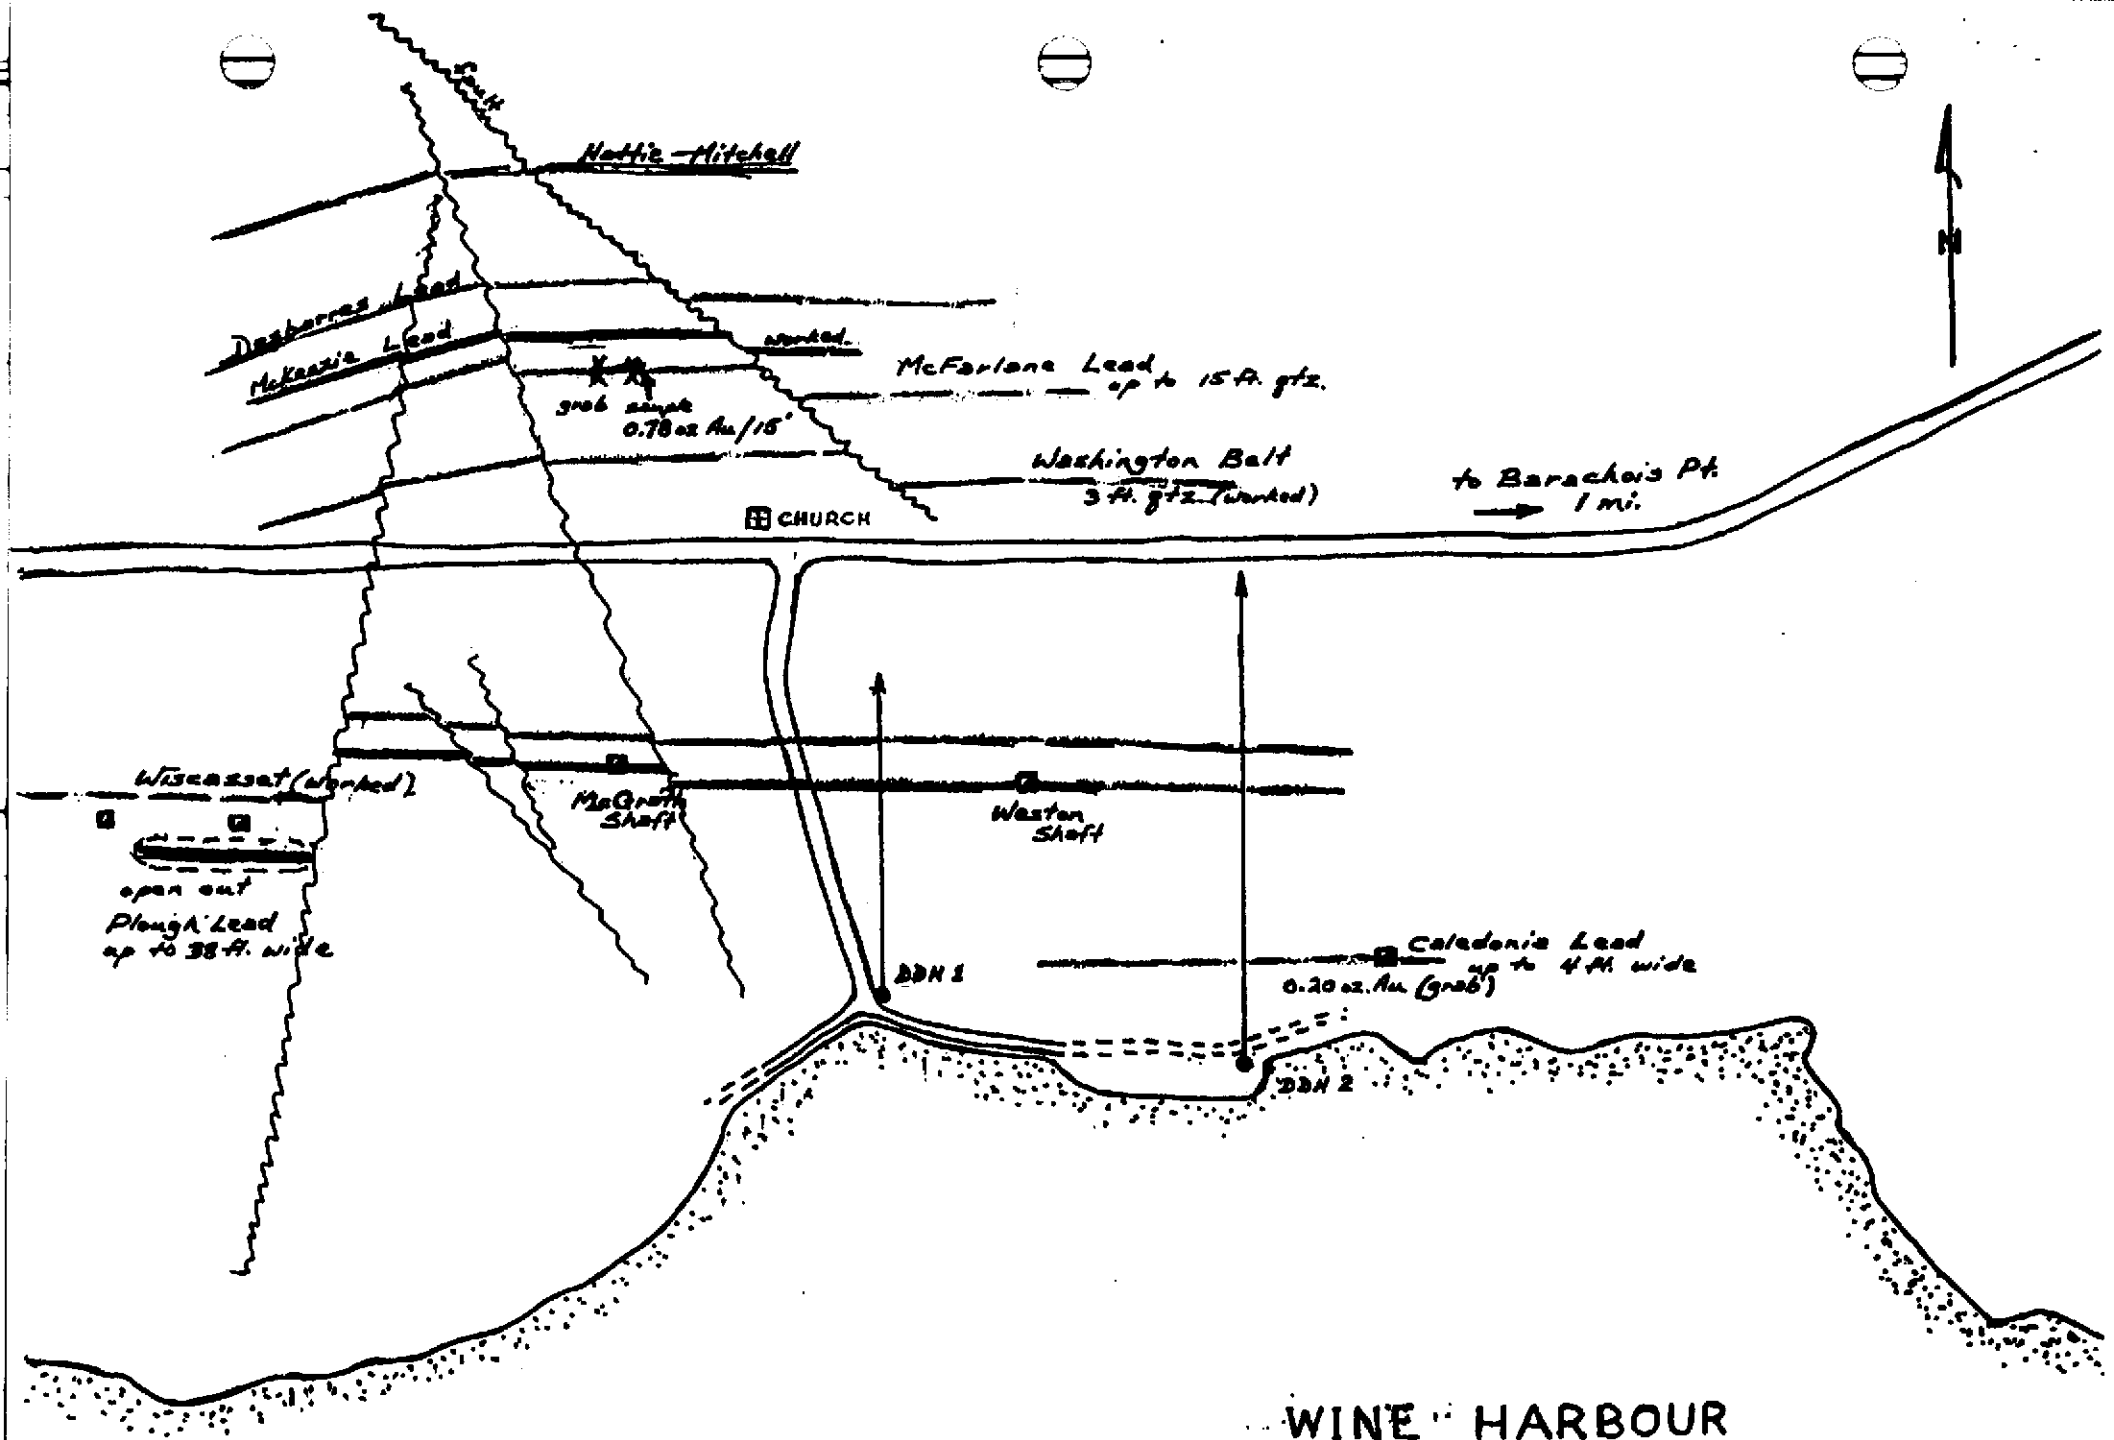 Fault
Hattie-Mitchell
N
Desbarres Lead
McKenzie Lead
worked.
McFarlane Lead
up to 15 ft. qtz.
grab sample
0.78 oz Au/15'
Washington Belt
3 ft. qtz (worked)
to Barachois Pt.
1 mi.
CHURCH
Wiscasset (worked)
McGrath
Shaft
Weston
Shaft
open cut
Plough Lead
up to 38 ft. wide
DDH 1
Caledonia Lead
up to 4 ft. wide
0.20 oz. Au (grab)
DDH 2
WINE HARBOUR